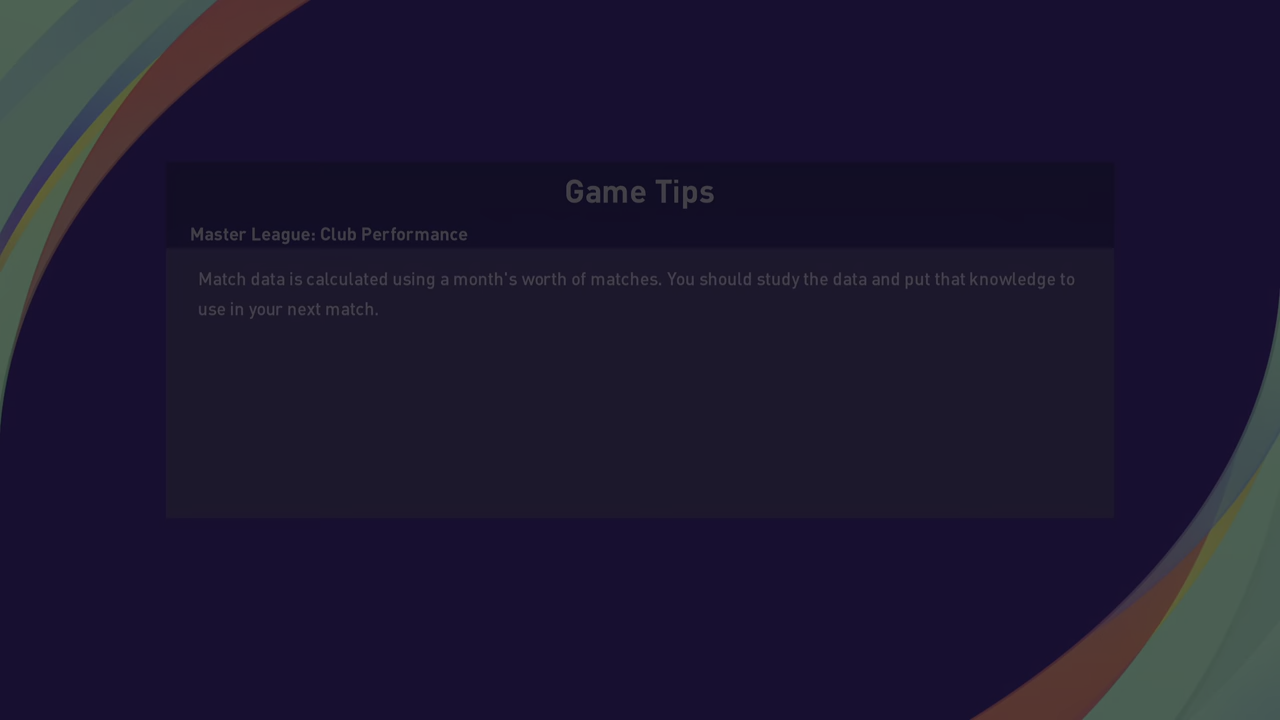 Game Tips
Master League: Club Performance
Match data is calculated using a month's worth of matches. You should study the data and put that knowledge to
use in your next match.